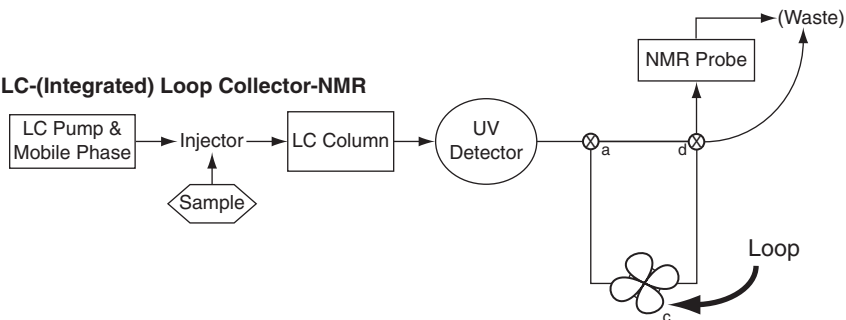 (Waste)
NMR Probe
LC-(Integrated) Loop Collector-NMR
LC Pump &
Mobile Phase
Injector
LC Column
UV
Detector
a
d
Sample
Loop
c